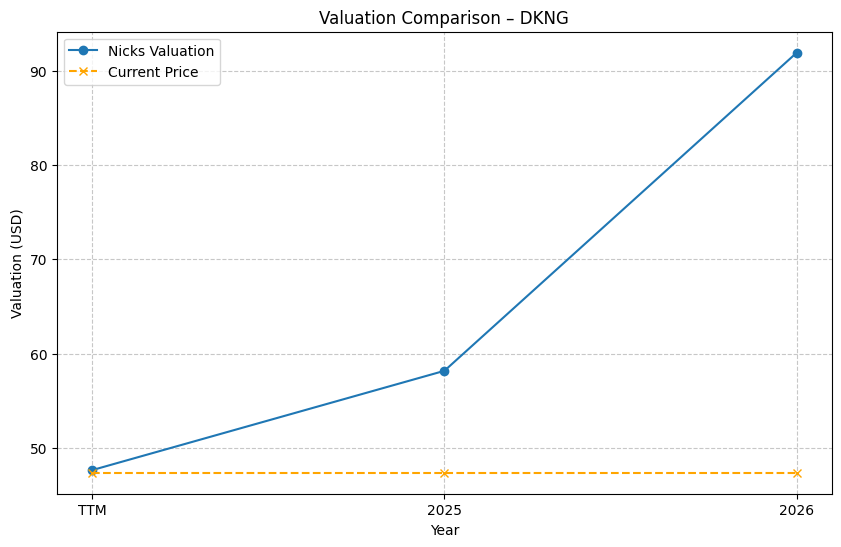 Valuation Comparison – DKNG
Nicks Valuation
Current Price
Valuation (USD)
90
80
70
60
50
TTM
2025
2026
Year